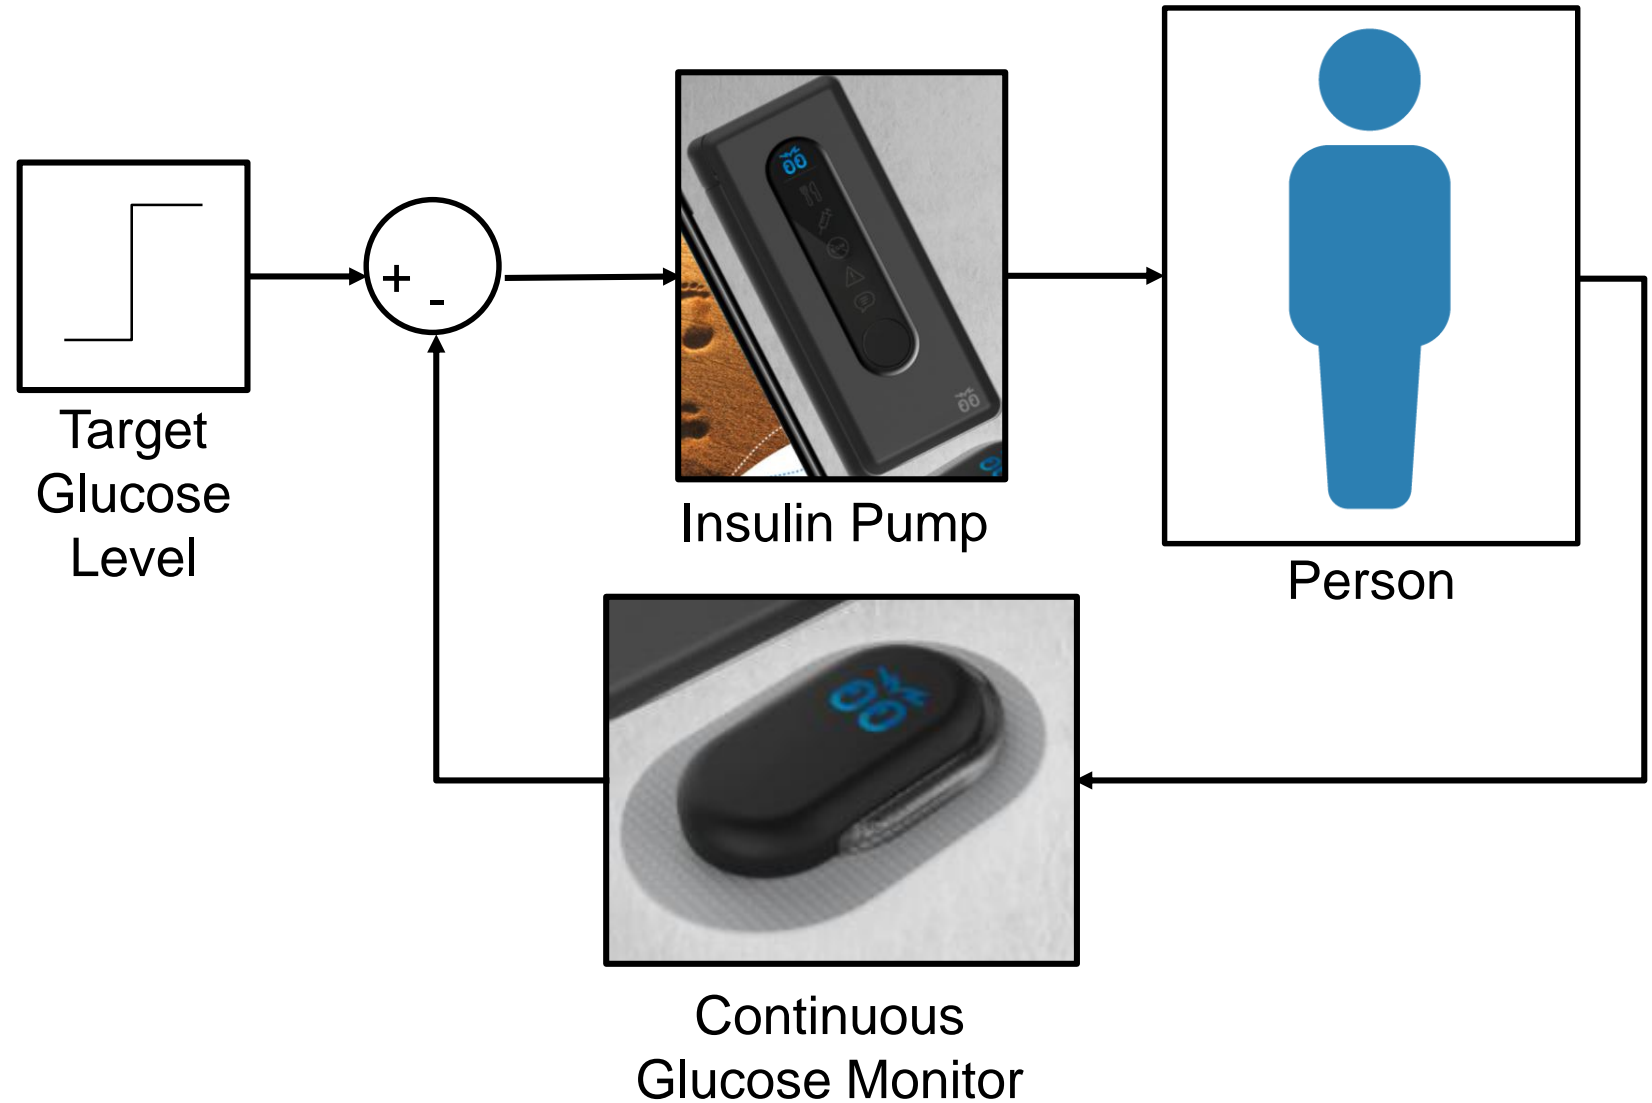 Target
Glucose
Level
+
-
Insulin Pump
Person
Continuous
Glucose Monitor